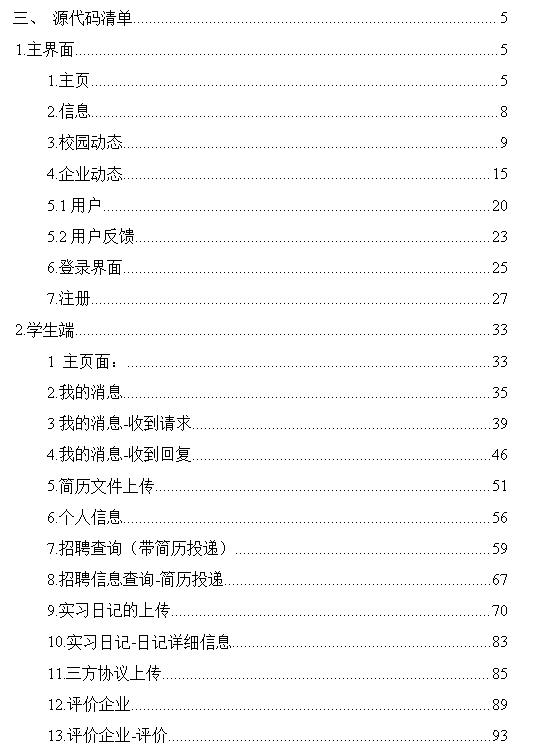 三、 源代码清单 5
1.主界面 5
1.主页 5
2.信息 8
3.校园动态 9
4.企业动态 15
5.1 用户 20
5.2 用户反馈 23
6.登录界面 25
7.注册 27
2.学生端 33
1 主页面： 33
2.我的消息 35
3 我的消息-收到请求 39
4.我的消息-收到回复 46
5.简历文件上传 51
6.个人信息 56
7.招聘查询（带简历投递） 59
8.招聘信息查询-简历投递 67
9.实习日记的上传 70
10.实习日记-日记详细信息 83
11.三方协议上传 85
12.评价企业 89
13.评价企业-评价 93